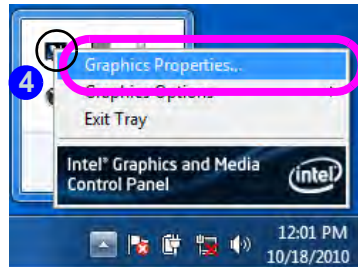 4
Graphics Properties...
Graphics Options
Exit Tray
Intel® Graphics and Media
Control Panel
intel
12:01 PM
10/18/2010